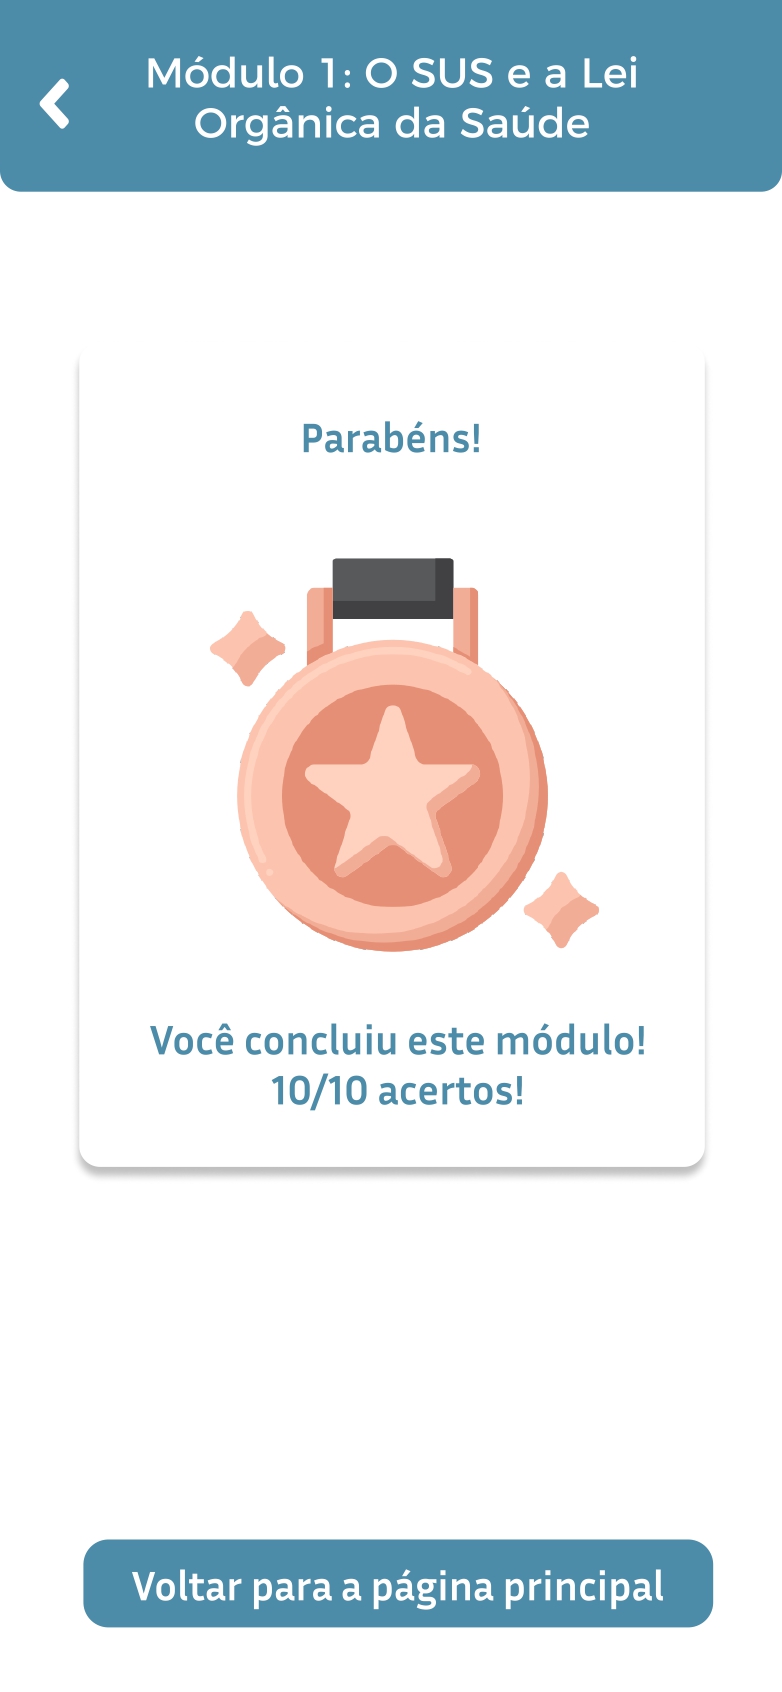 Módulo 1: O SUS e a Lei
Orgânica da Saúde
Parabéns!
Você concluiu este módulo!
10/10 acertos!
Voltar para a página principal